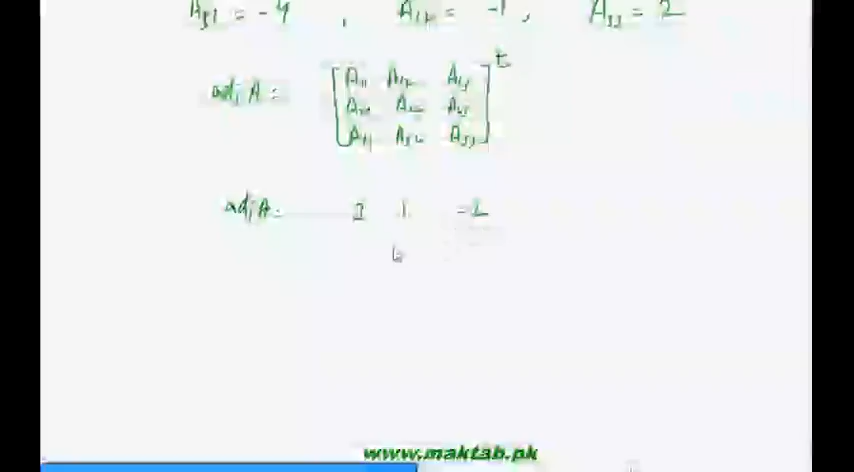 A31 = -4 , A32 = -1 , A33 = 2
adj A = [ A11 A12 A13 ]t
A21 A22 A23
A31 A32 A33
adj A = 2 1 -2
www.maktab.pk